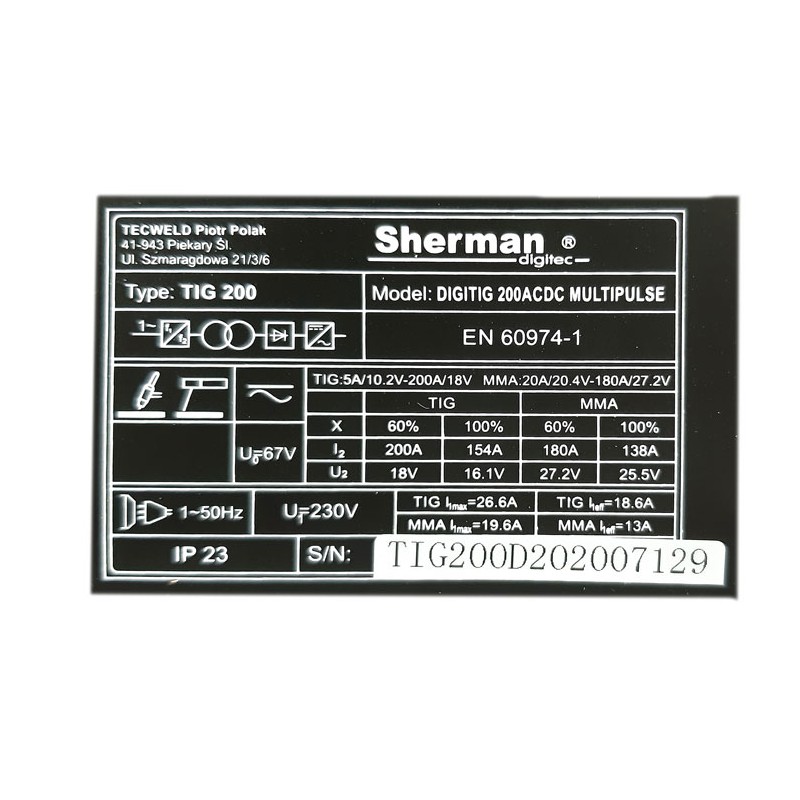 TECWELD Piotr Polak
41-943 Piekary Śl.
Ul. Szmaragdowa 21/3/6
Sherman ®
digitec
Type: TIG 200
Model: DIGITIG 200ACDC MULTIPULSE
1~
EN 60974-1
TIG:5A/10.2V-200A/18V MMA:20A/20.4V-180A/27.2V
TIG MMA
X 60% 100% 60% 100%
I2 200A 154A 180A 138A
U0=67V
U2 18V 16.1V 27.2V 25.5V
1~50Hz
U1=230V
TIG I1max=26.6A TIG I1eff=18.6A
MMA I1max=19.6A MMA I1eff=13A
IP 23
S/N: TIG200D202007129